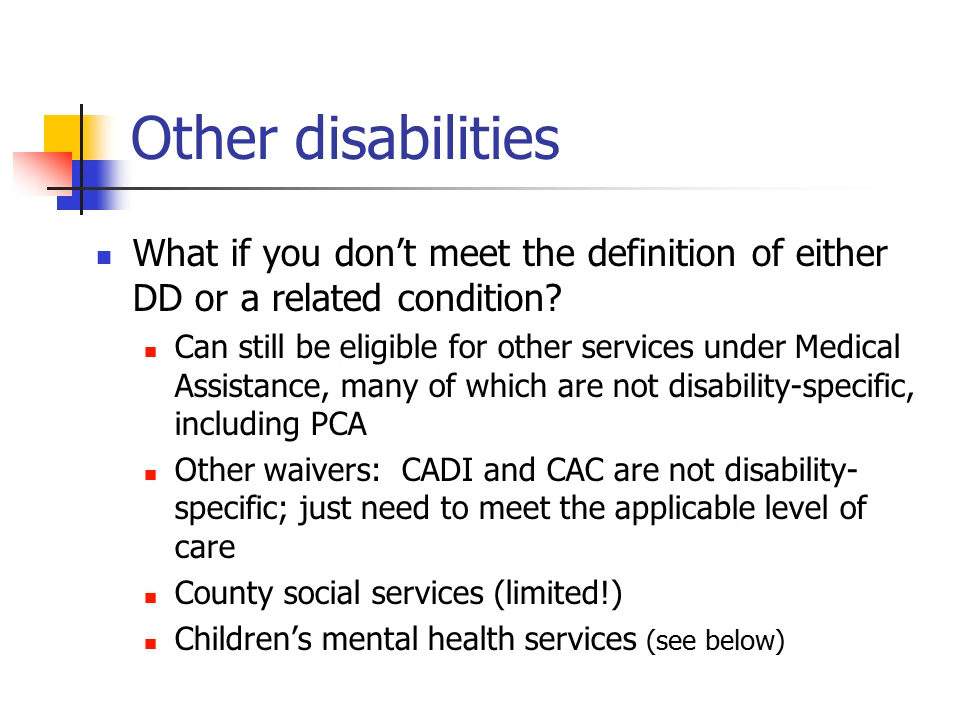 Other disabilities
What if you don’t meet the definition of either
DD or a related condition?
Can still be eligible for other services under Medical
Assistance, many of which are not disability-specific,
including PCA
Other waivers:  CADI and CAC are not disability-
specific; just need to meet the applicable level of
care
County social services (limited!)
Children’s mental health services (see below)